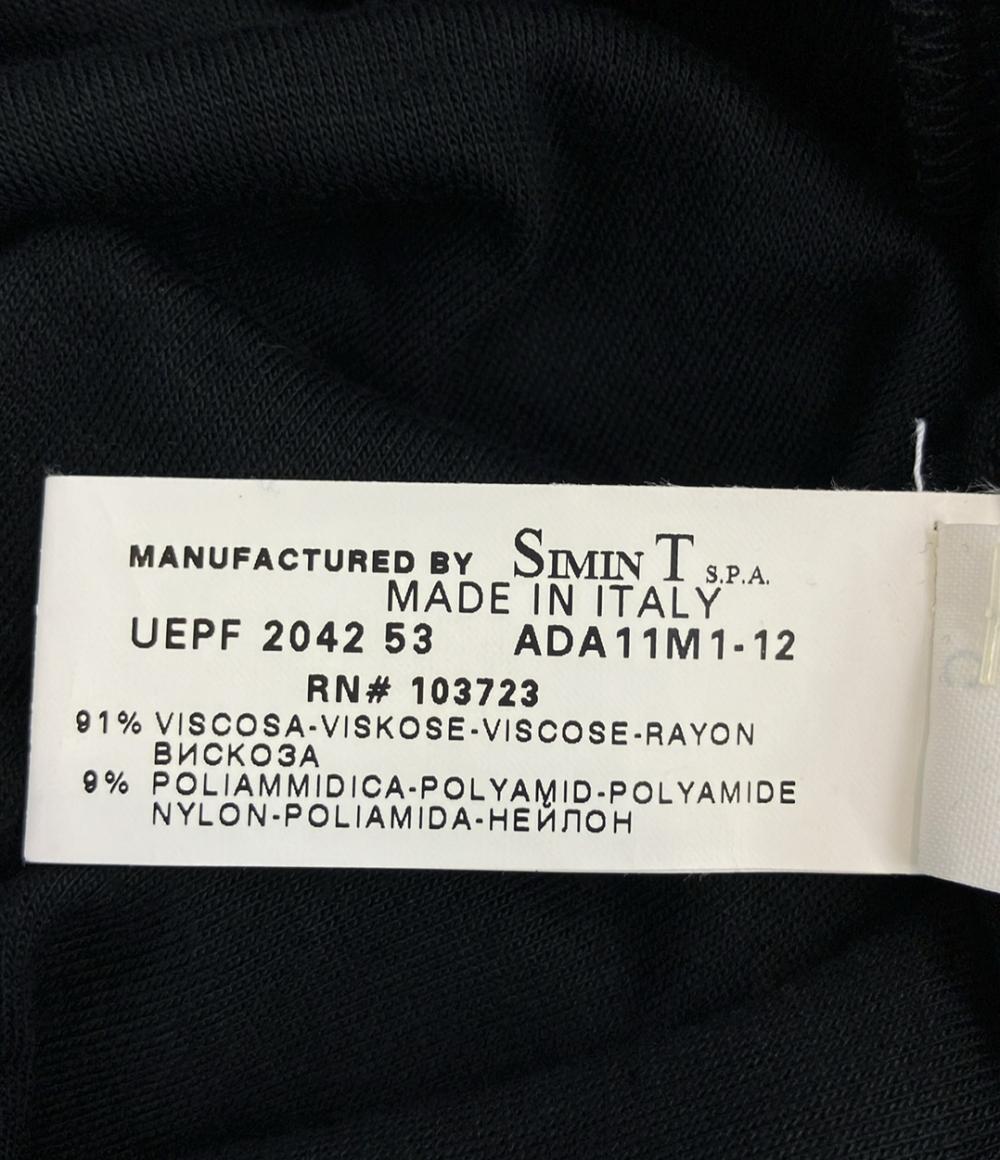 MANUFACTURED BY SIMIN T S.P.A.
MADE IN ITALY
UEPF 2042 53 ADA11M1-12
RN# 103723
91% VISCOSA-VISKOSE-VISCOSE-RAYON
ВИСКОЗА
9% POLIAMMIDICA-POLYAMID-POLYAMIDE
NYLON-POLIAMIDA-НЕЙЛОН